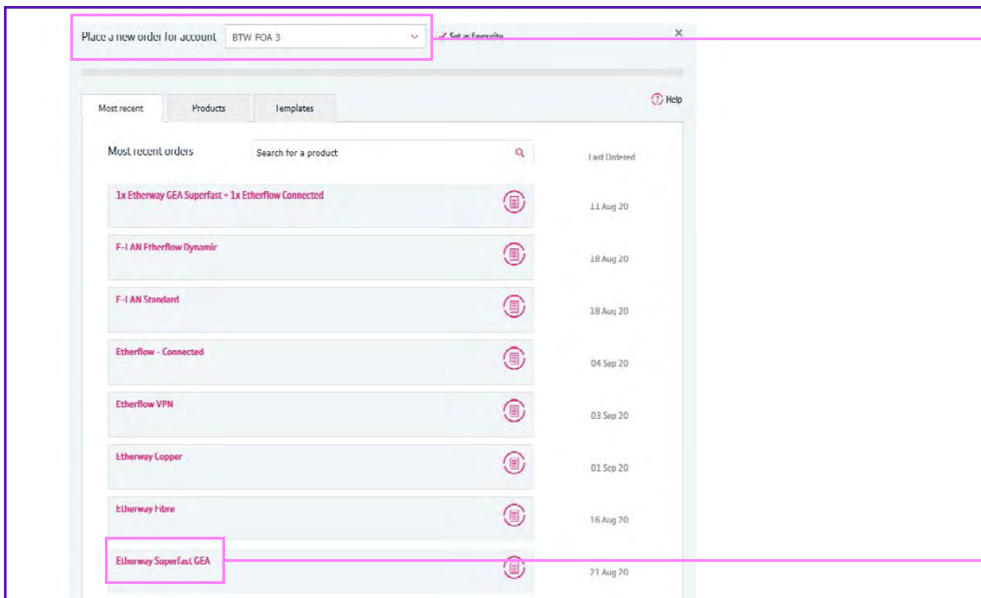 Place a new order for account BTW FOA 3 Set as favourite
Help
Most recent Products Templates
Most recent orders Search for a product Last Ordered
1x Etherway GEA Superfast + 1x Etherflow Connected 11 Aug 20
E-LAN Etherflow Dynamic 18 Aug 20
E-LAN Standard 18 Aug 20
Etherflow - Connected 04 Sep 20
Etherflow VPN 03 Sep 20
Etherway Copper 01 Sep 20
Etherway Fibre 16 Aug 20
Etherway Superfast GEA 21 Aug 20